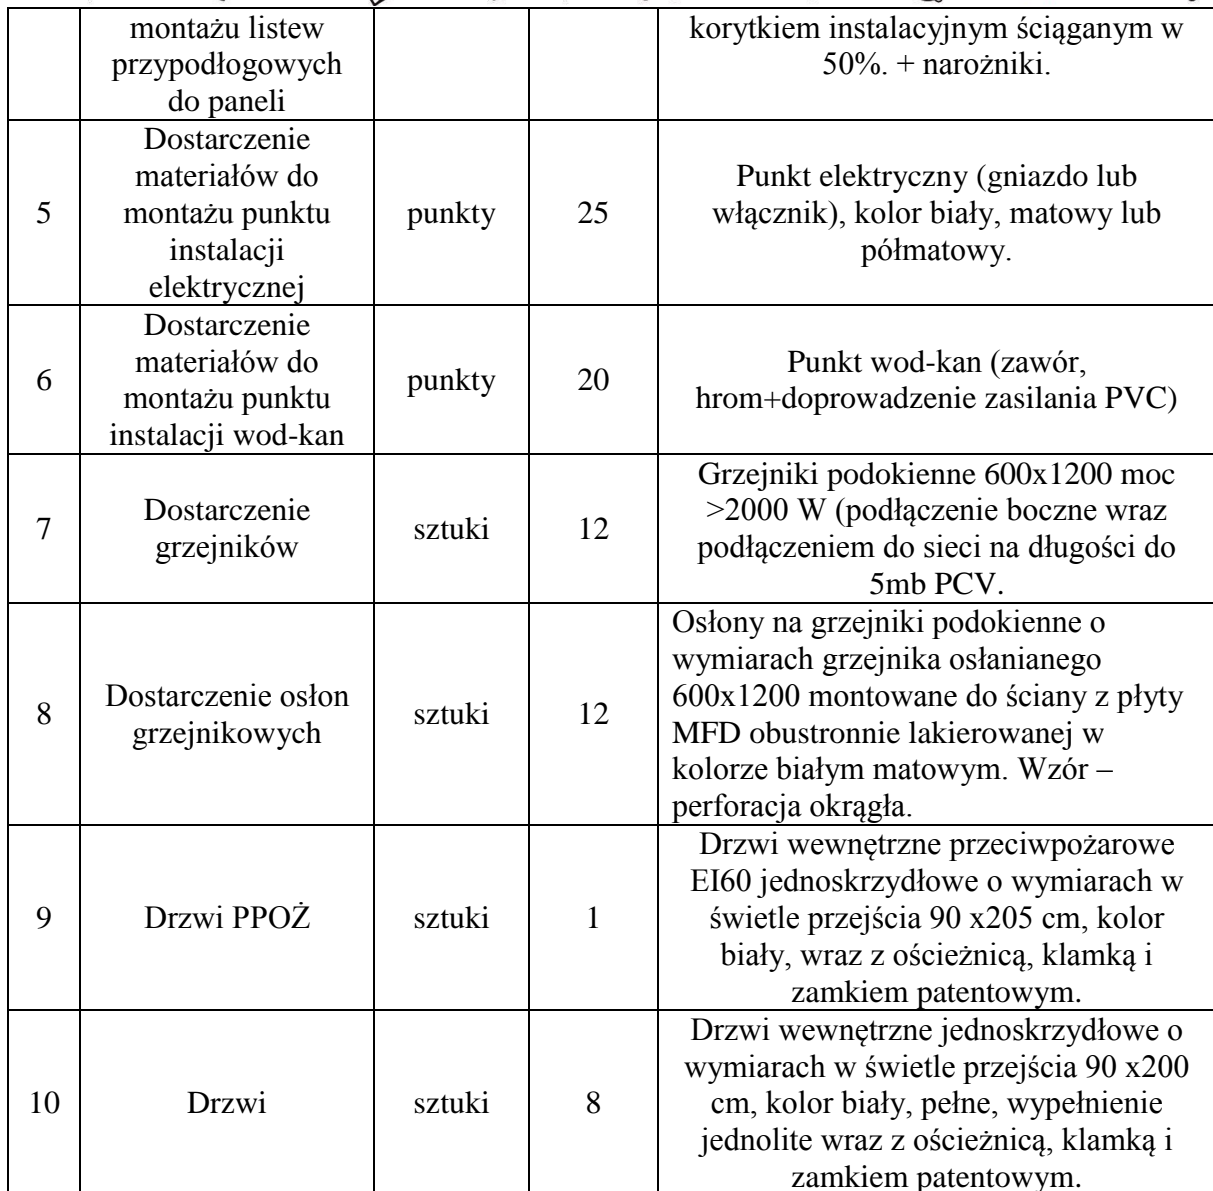 montażu listew
przypodłogowych
do paneli
korytkiem instalacyjnym ściąganym w
50%. + narożniki.
5
Dostarczenie
materiałów do
montażu punktu
instalacji
elektrycznej
punkty
25
Punkt elektryczny (gniazdo lub
włącznik), kolor biały, matowy lub
półmatowy.
6
Dostarczenie
materiałów do
montażu punktu
instalacji wod-kan
punkty
20
Punkt wod-kan (zawór,
hrom+doprowadzenie zasilania PVC)
7
Dostarczenie
grzejników
sztuki
12
Grzejniki podokienne 600x1200 moc
>2000 W (podłączenie boczne wraz
podłączeniem do sieci na długości do
5mb PCV.
8
Dostarczenie osłon
grzejnikowych
sztuki
12
Osłony na grzejniki podokienne o
wymiarach grzejnika osłanianego
600x1200 montowane do ściany z płyty
MFD obustronnie lakierowanej w
kolorze białym matowym. Wzór –
perforacja okrągła.
9
Drzwi PPOŻ
sztuki
1
Drzwi wewnętrzne przeciwpożarowe
EI60 jednoskrzydłowe o wymiarach w
świetle przejścia 90 x205 cm, kolor
biały, wraz z ościeżnicą, klamką i
zamkiem patentowym.
10
Drzwi
sztuki
8
Drzwi wewnętrzne jednoskrzydłowe o
wymiarach w świetle przejścia 90 x200
cm, kolor biały, pełne, wypełnienie
jednolite wraz z ościeżnicą, klamką i
zamkiem patentowym.